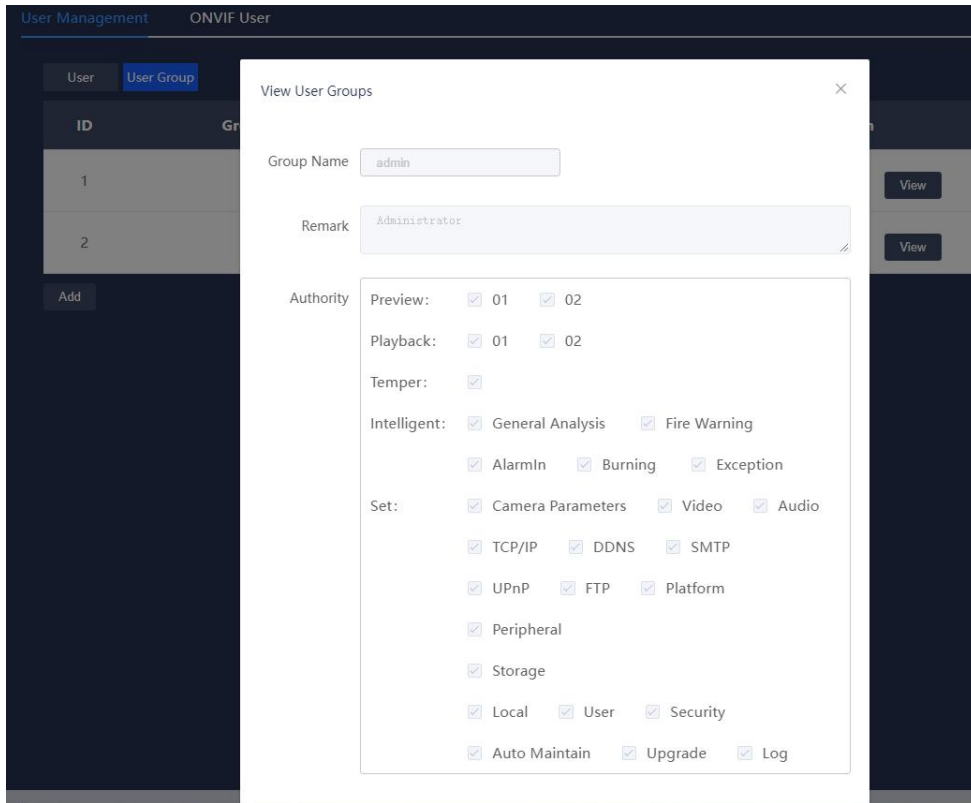 User Management ONVIF User
User User Group
View User Groups
ID
Group Name admin
1 View
Remark Administrator
2 View
Add
Authority Preview: 01 02
Playback: 01 02
Temper:
Intelligent: General Analysis Fire Warning
AlarmIn Burning Exception
Set: Camera Parameters Video Audio
TCP/IP DDNS SMTP
UPnP FTP Platform
Peripheral
Storage
Local User Security
Auto Maintain Upgrade Log